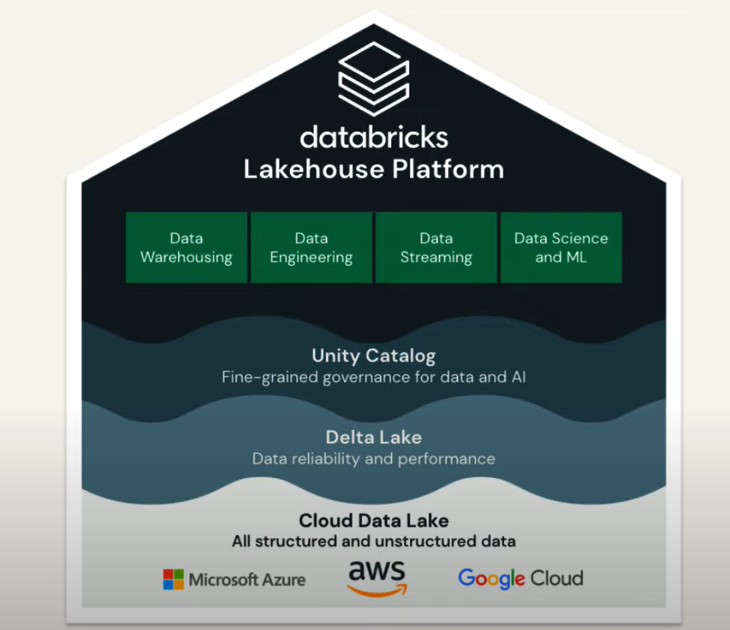 databricks
Lakehouse Platform
Data
Warehousing
Data
Engineering
Data
Streaming
Data Science
and ML
Unity Catalog
Fine-grained governance for data and AI
Delta Lake
Data reliability and performance
Cloud Data Lake
All structured and unstructured data
Microsoft Azure
aws
Google Cloud